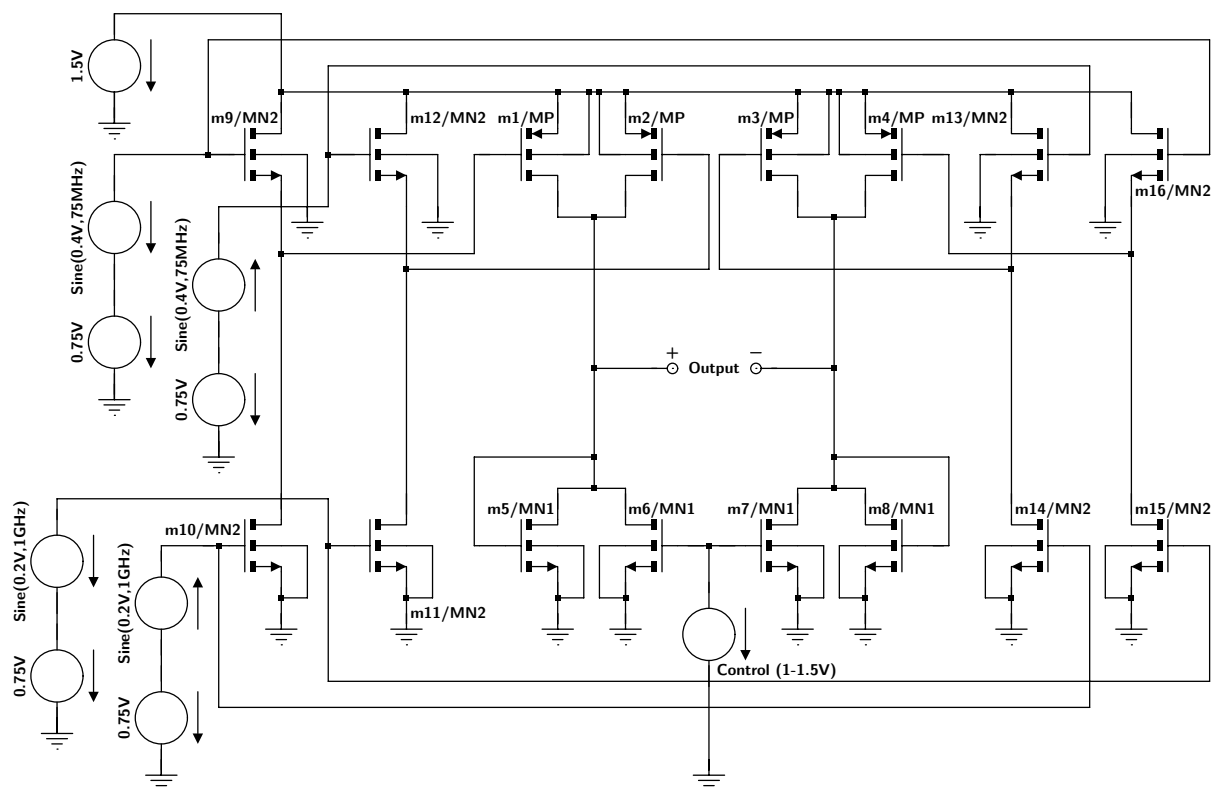 1.5V
m9/MN2
m12/MN2
m1/MP
m2/MP
m3/MP
m4/MP
m13/MN2
m16/MN2
Sine(0.4V,75MHz)
0.75V
Sine(0.4V,75MHz)
0.75V
+
Output
−
m10/MN2
m11/MN2
m5/MN1
m6/MN1
m7/MN1
m8/MN1
m14/MN2
m15/MN2
Sine(0.2V,1GHz)
0.75V
Sine(0.2V,1GHz)
0.75V
Control (1-1.5V)